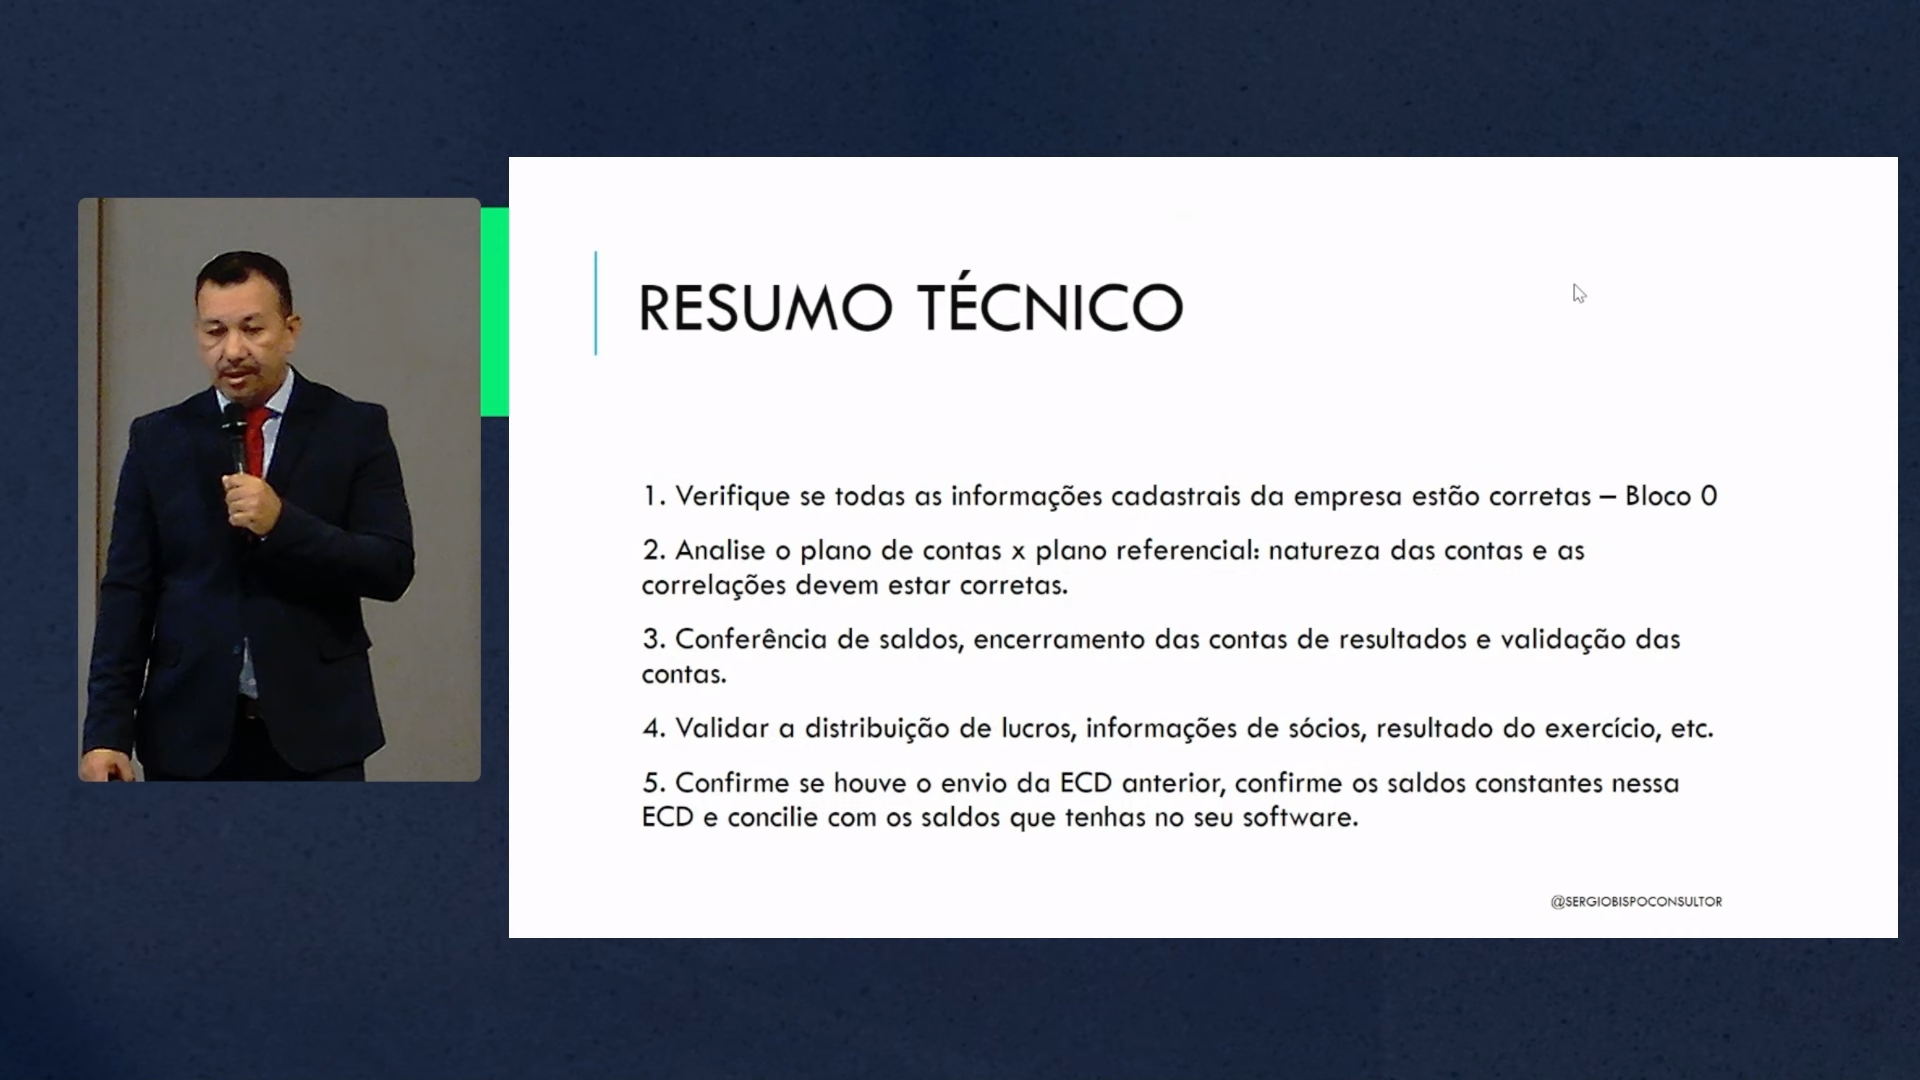 RESUMO TÉCNICO
1. Verifique se todas as informações cadastrais da empresa estão corretas – Bloco 0
2. Analise o plano de contas x plano referencial: natureza das contas e as
correlações devem estar corretas.
3. Conferência de saldos, encerramento das contas de resultados e validação das
contas.
4. Validar a distribuição de lucros, informações de sócios, resultado do exercício, etc.
5. Confirme se houve o envio da ECD anterior, confirme os saldos constantes nessa
ECD e concilie com os saldos que tenhas no seu software.
@SERGIOBISPOCONSULTOR